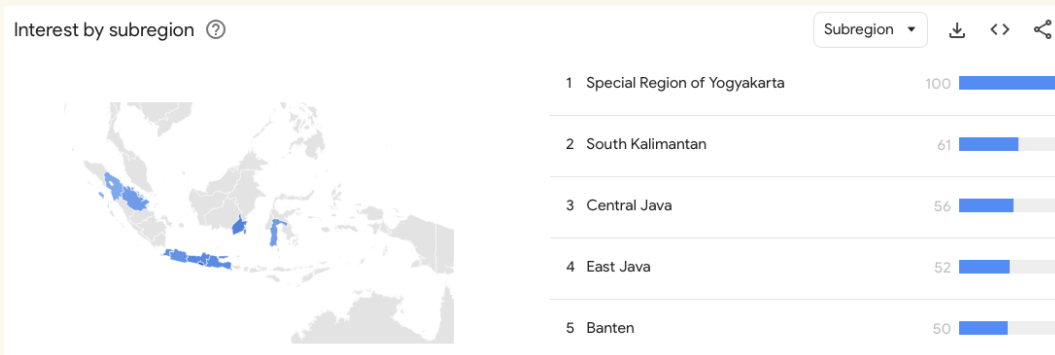 Interest by subregion
Subregion
1 Special Region of Yogyakarta 100
2 South Kalimantan 61
3 Central Java 56
4 East Java 52
5 Banten 50